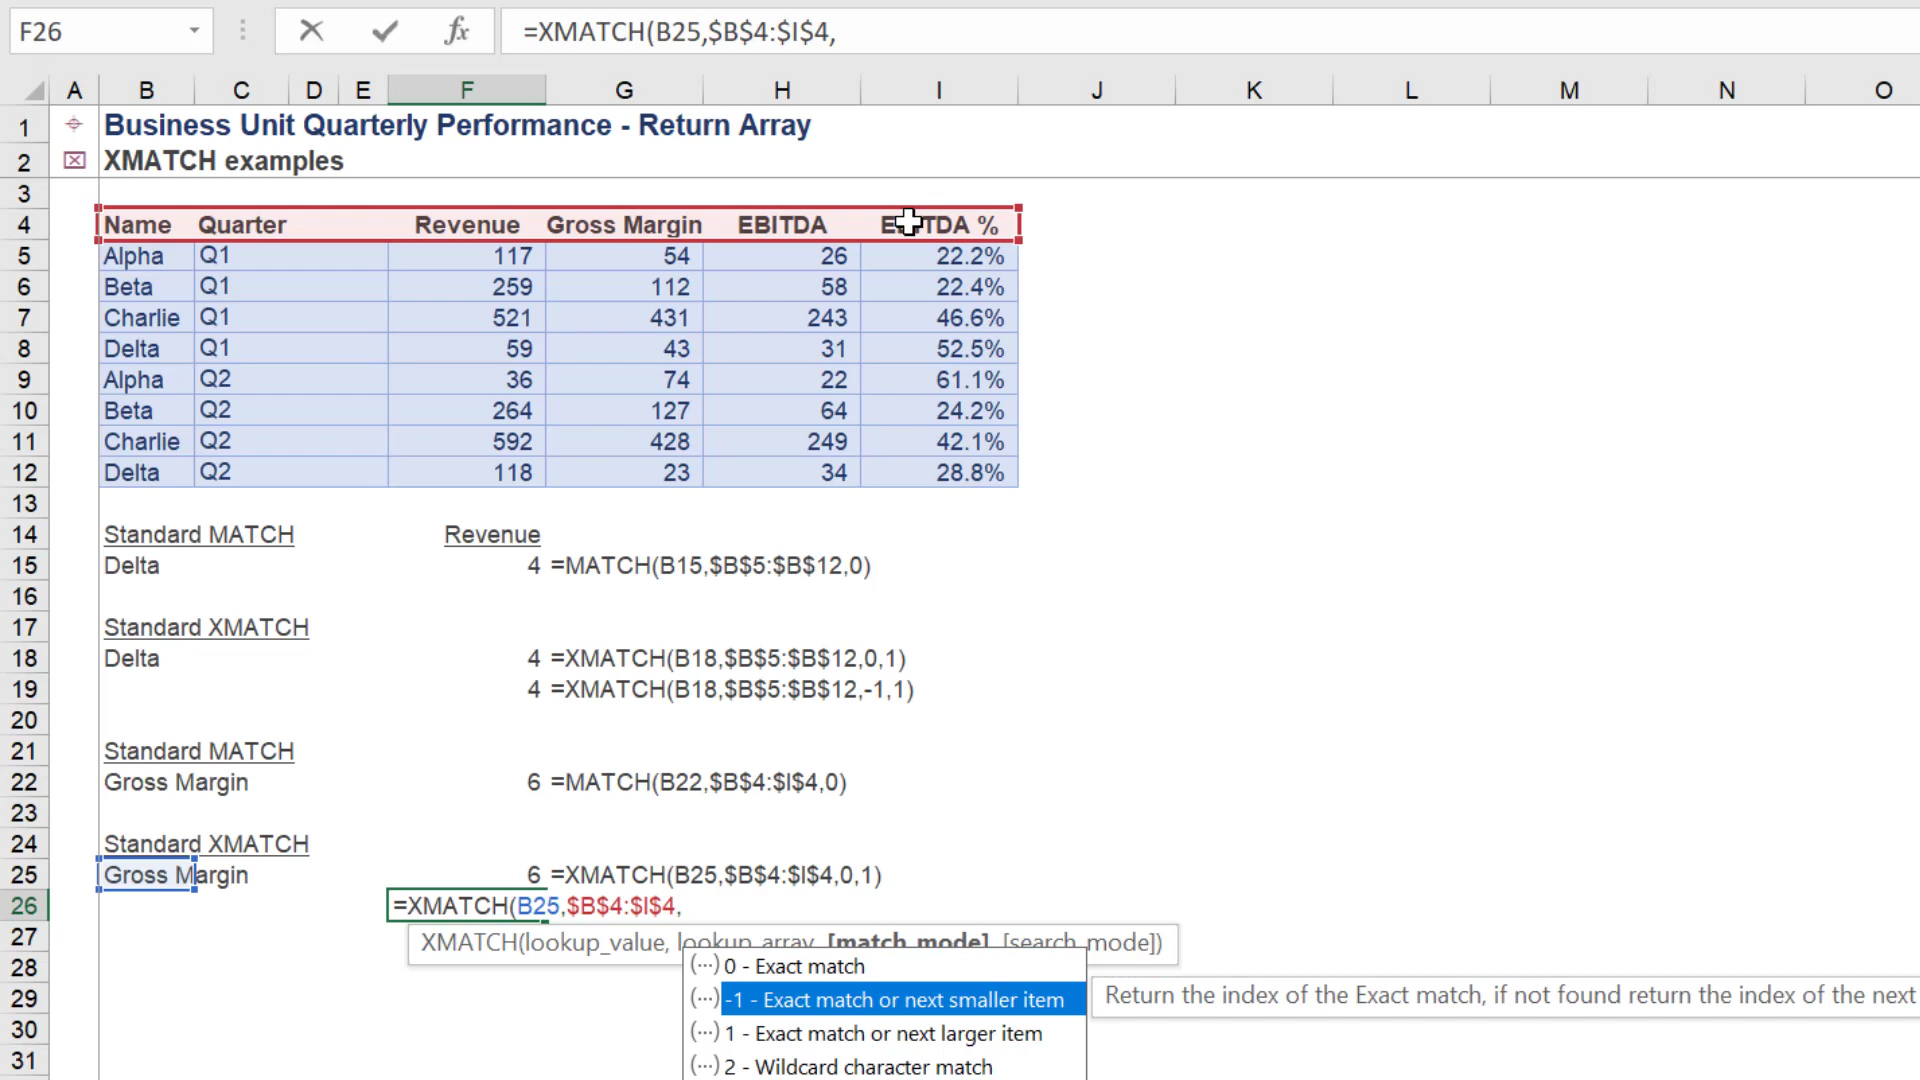 F26 fx =XMATCH(B25,$B$4:$I$4,
A B C D E F G H I J K L M N O
1 Business Unit Quarterly Performance - Return Array
2 XMATCH examples
3
4 Name Quarter Revenue Gross Margin EBITDA %
5 Alpha Q1 117 54 26 22.2%
6 Beta Q1 259 112 58 22.4%
7 Charlie Q1 521 431 243 46.6%
8 Delta Q1 59 43 31 52.5%
9 Alpha Q2 36 74 22 61.1%
10 Beta Q2 264 127 64 24.2%
11 Charlie Q2 592 428 249 42.1%
12 Delta Q2 118 23 34 28.8%
13
14 Standard MATCH Revenue
15 Delta 4 =MATCH(B15,$B$5:$B$12,0)
16
17 Standard XMATCH
18 Delta 4 =XMATCH(B18,$B$5:$B$12,0,1)
19 4 =XMATCH(B18,$B$5:$B$12,-1,1)
20
21 Standard MATCH
22 Gross Margin 6 =MATCH(B22,$B$4:$I$4,0)
23
24 Standard XMATCH
25 Gross Margin 6 =XMATCH(B25,$B$4:$I$4,0,1)
26 =XMATCH(B25,$B$4:$I$4,
27 XMATCH(lookup_value, lookup_array, [match_mode], [search_mode])
28 (...) 0 - Exact match
29 (...) -1 - Exact match or next smaller item Return the index of the Exact match, if not found return the index of the next
30 (...) 1 - Exact match or next larger item
31 (...) 2 - Wildcard character match